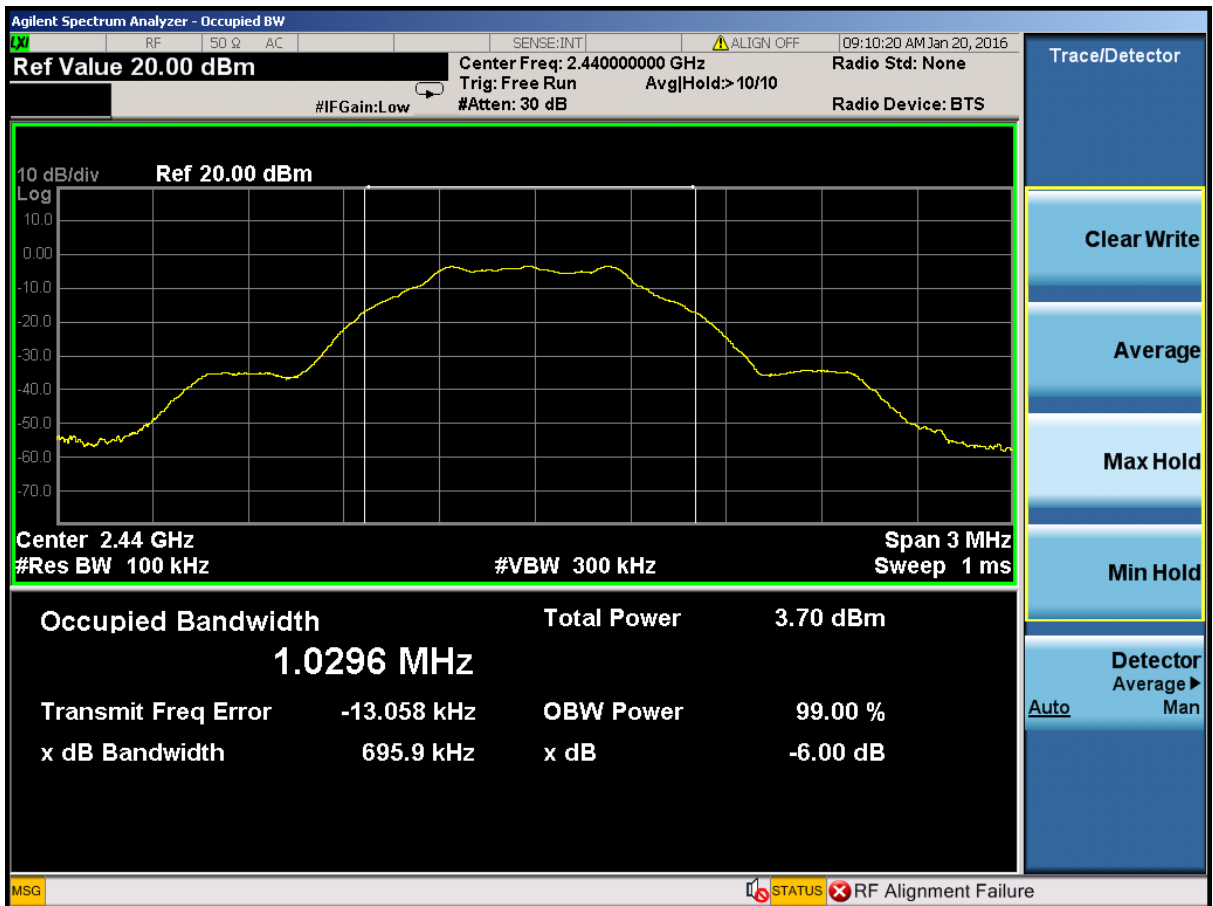 Agilent Spectrum Analyzer - Occupied BW
LXI RF 50 Ω AC SENSE:INT ALIGN OFF 09:10:20 AM Jan 20, 2016
Ref Value 20.00 dBm
Center Freq: 2.440000000 GHz
Radio Std: None
Trig: Free Run Avg|Hold:> 10/10
#IFGain:Low
#Atten: 30 dB
Radio Device: BTS
10 dB/div Ref 20.00 dBm
Log
10.0
0.00
-10.0
-20.0
-30.0
-40.0
-50.0
-60.0
-70.0
Center 2.44 GHz Span 3 MHz
#Res BW 100 kHz #VBW 300 kHz Sweep 1 ms
Occupied Bandwidth Total Power 3.70 dBm
1.0296 MHz
Transmit Freq Error -13.058 kHz OBW Power 99.00 %
x dB Bandwidth 695.9 kHz x dB -6.00 dB
Trace/Detector
Clear Write
Average
Max Hold
Min Hold
Detector
Average
Auto Man
MSG STATUS RF Alignment Failure